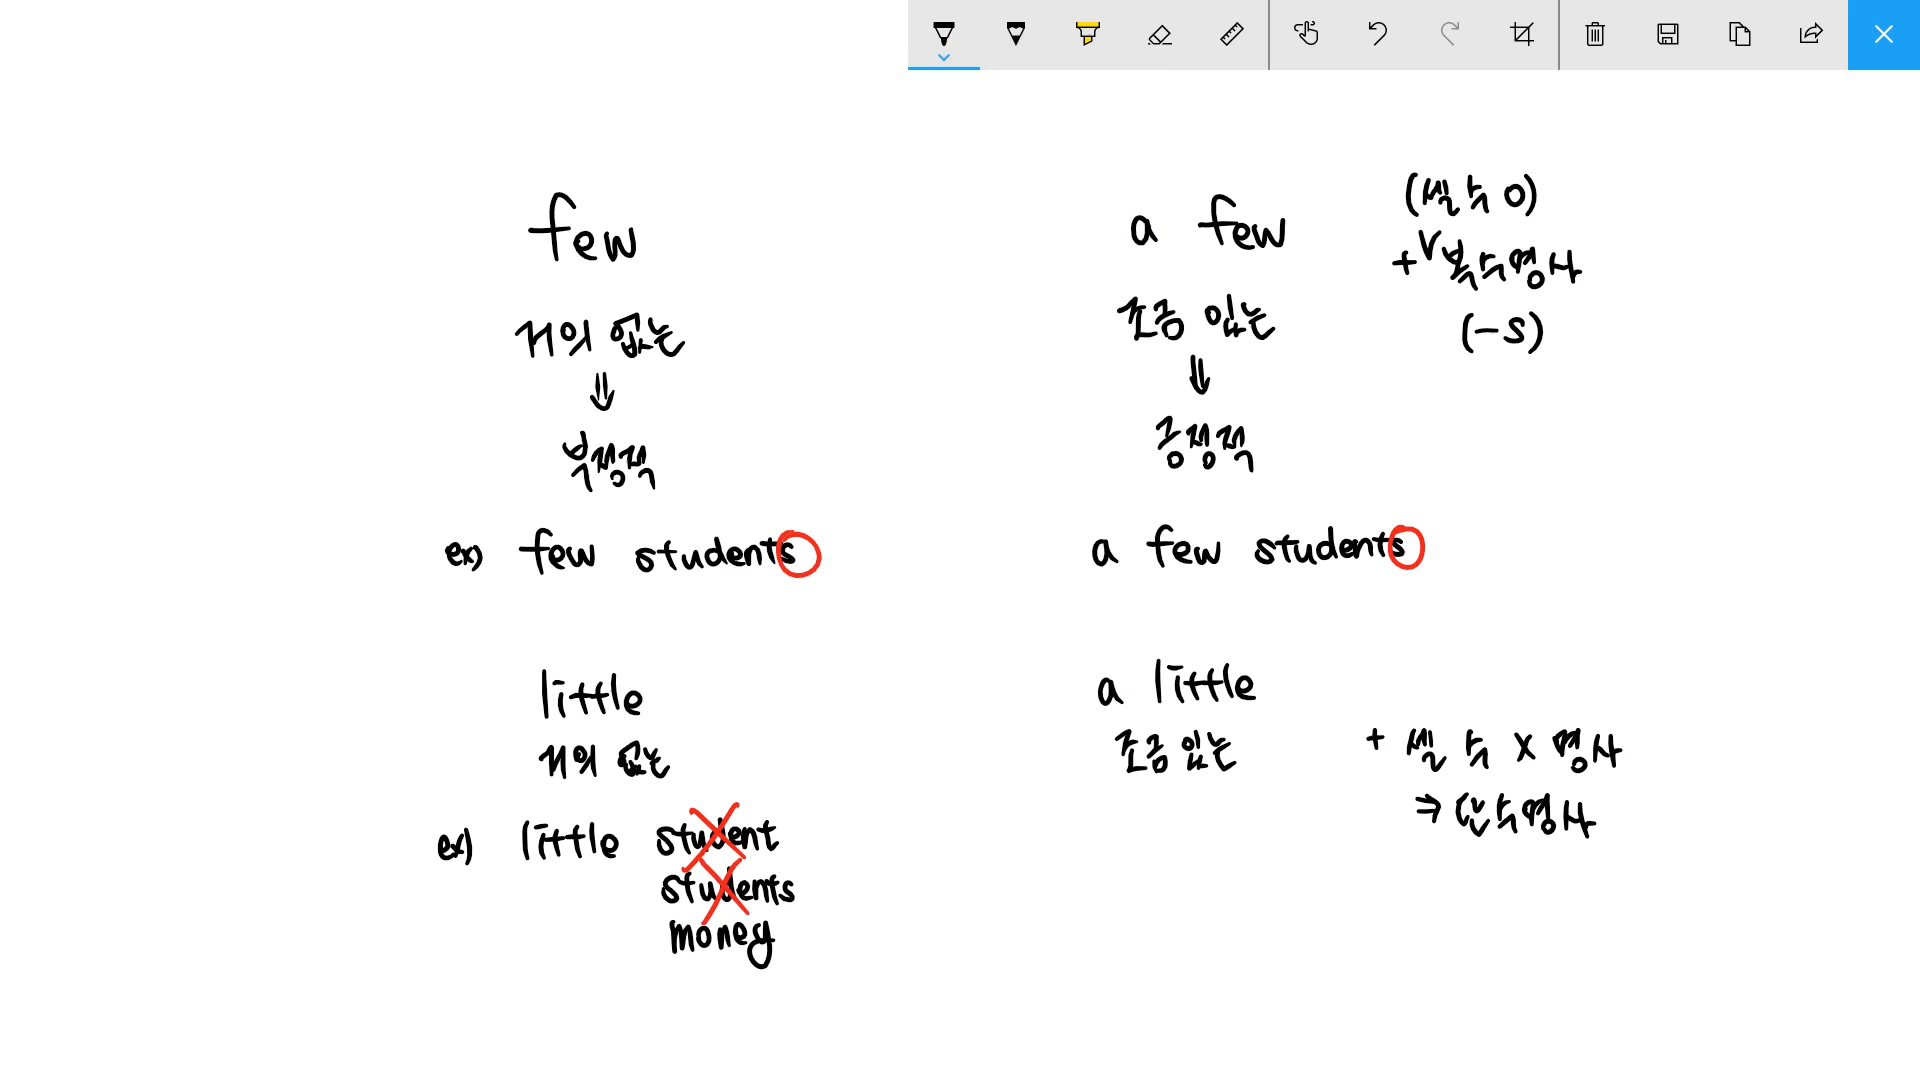 few
거의 없는
⇓
부정적
ex) few students
a few
조금 있는
⇓
긍정적
a few students
(셀 수 O)
+ V복수명사
(-s)
little
거의 없는
ex) little student
students
money
a little
조금 있는
+ 셀 수 X 명사
⇒ 단수명사